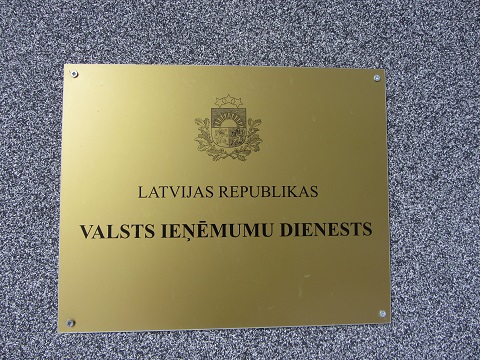 LATVIJAS REPUBLIKAS
VALSTS IEŅĒMUMU DIENESTS